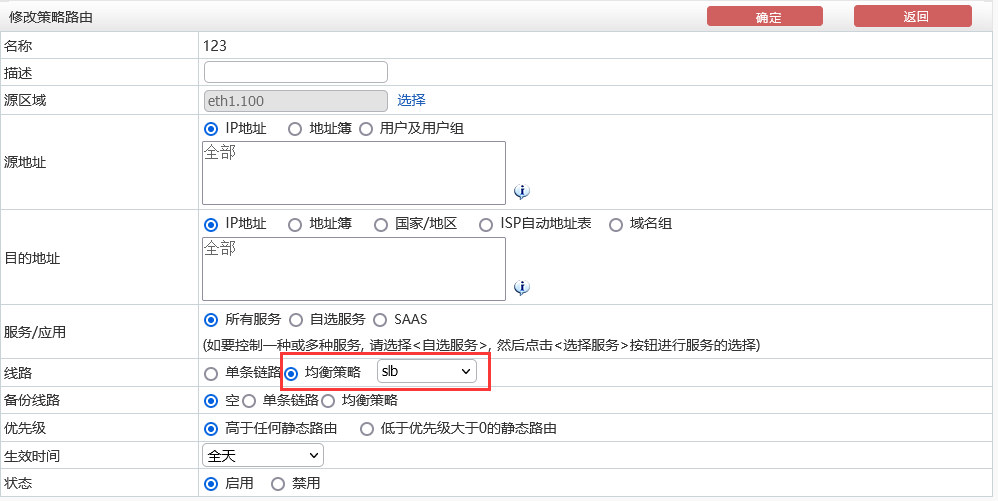 修改策略路由 确定 返回
名称 123
描述
源区域 eth1.100 选择
源地址 IP地址 地址簿 用户及用户组
全部
目的地址 IP地址 地址簿 国家/地区 ISP自动地址表 域名组
全部
服务/应用 所有服务 自选服务 SAAS
(如要控制一种或多种服务, 请选择<自选服务>, 然后点击<选择服务>按钮进行服务的选择)
线路 单条链路 均衡策略 slb
备份线路 空 单条链路 均衡策略
优先级 高于任何静态路由 低于优先级大于0的静态路由
生效时间 全天
状态 启用 禁用